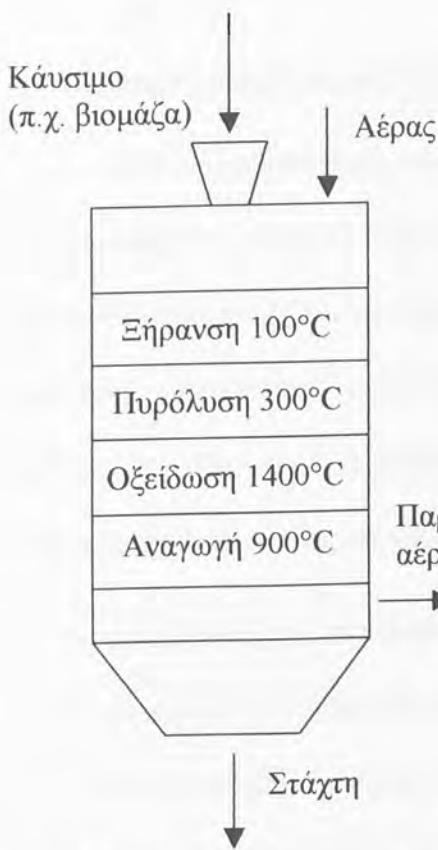 Κάυσιμο
(π.χ. βιομάζα)
Αέρας
Ξήρανση 100°C
Πυρόλυση 300°C
Οξείδωση 1400°C
Αναγωγή 900°C
Στάχτη